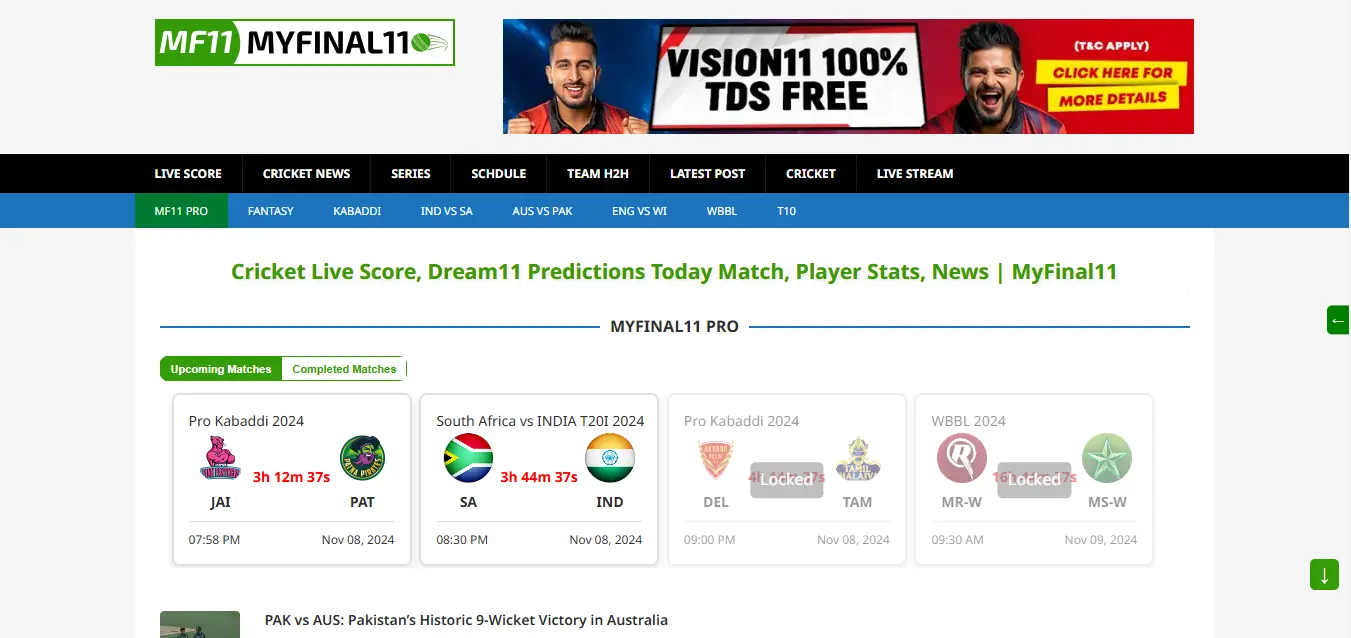 MF11 MYFINAL11
VISION11 100%
TDS FREE
(T&C APPLY)
CLICK HERE FOR
MORE DETAILS
LIVE SCORE CRICKET NEWS SERIES SCHDULE TEAM H2H LATEST POST CRICKET LIVE STREAM
MF11 PRO FANTASY KABADDI IND VS SA AUS VS PAK ENG VS WI WBBL T10
Cricket Live Score, Dream11 Predictions Today Match, Player Stats, News | MyFinal11
MYFINAL11 PRO
Upcoming Matches Completed Matches
Pro Kabaddi 2024
3h 12m 37s
JAI PAT
07:58 PM Nov 08, 2024
South Africa vs INDIA T20I 2024
3h 44m 37s
SA IND
08:30 PM Nov 08, 2024
Pro Kabaddi 2024
Locked
DEL TAM
09:00 PM Nov 08, 2024
WBBL 2024
Locked
MR-W MS-W
09:30 AM Nov 09, 2024
PAK vs AUS: Pakistan’s Historic 9-Wicket Victory in Australia